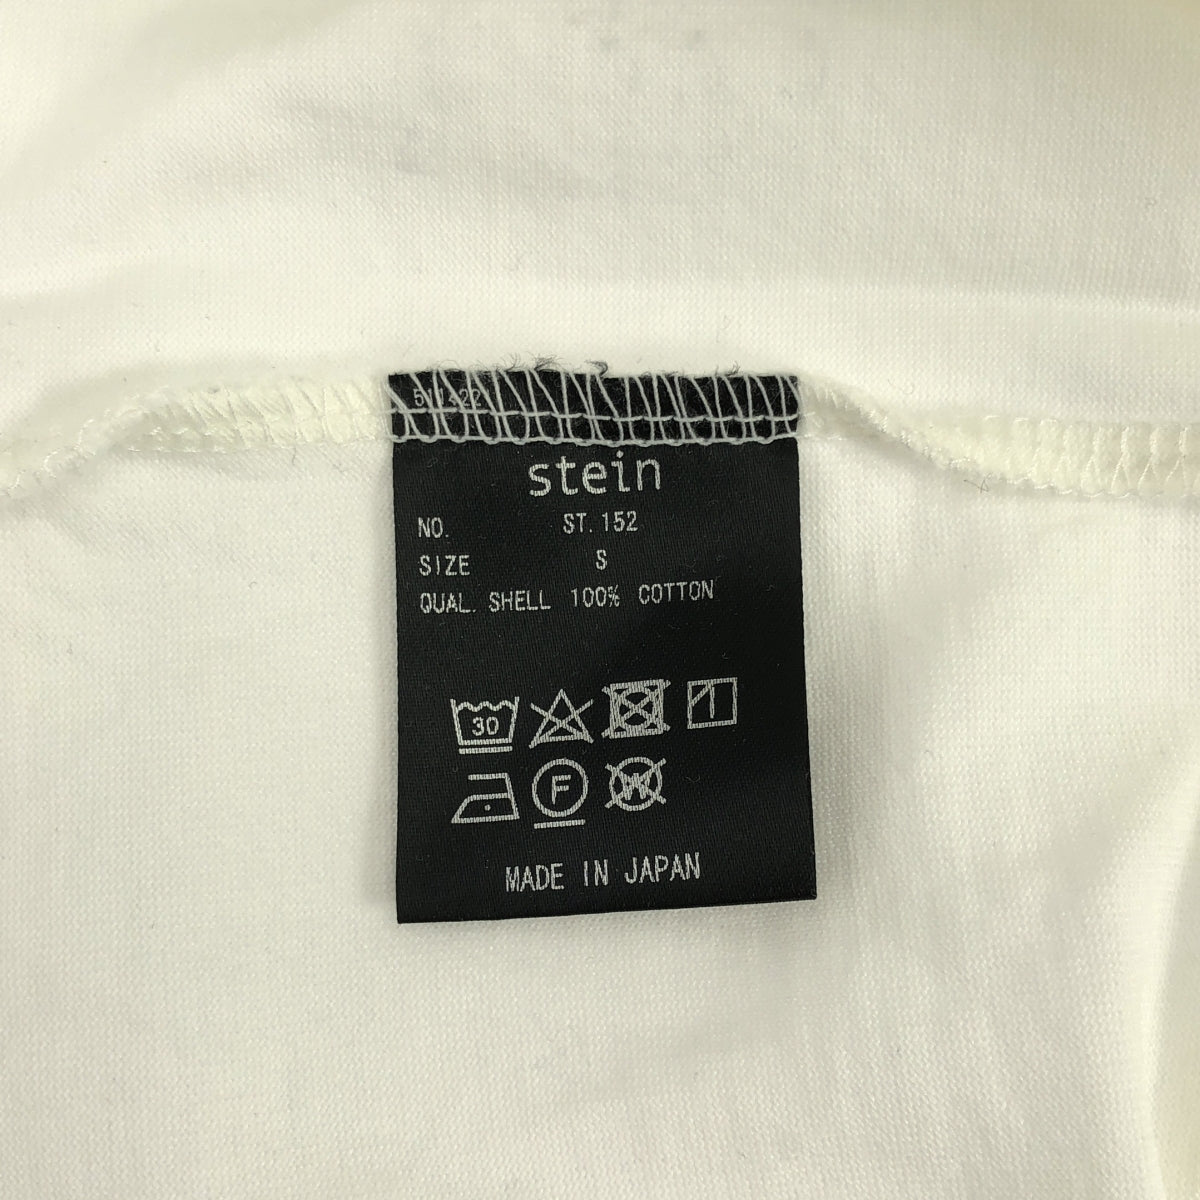 stein
NO. ST.152
SIZE S
QUAL. SHELL 100% COTTON
30
F W
MADE IN JAPAN